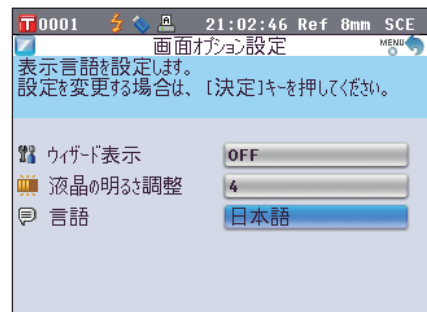 T0001 21:02:46 Ref 8mm SCE
画面オプション設定 MENU
表示言語を設定します。
設定を変更する場合は、[決定]キーを押してください。
ウィザード表示 OFF
液晶の明るさ調整 4
言語 日本語